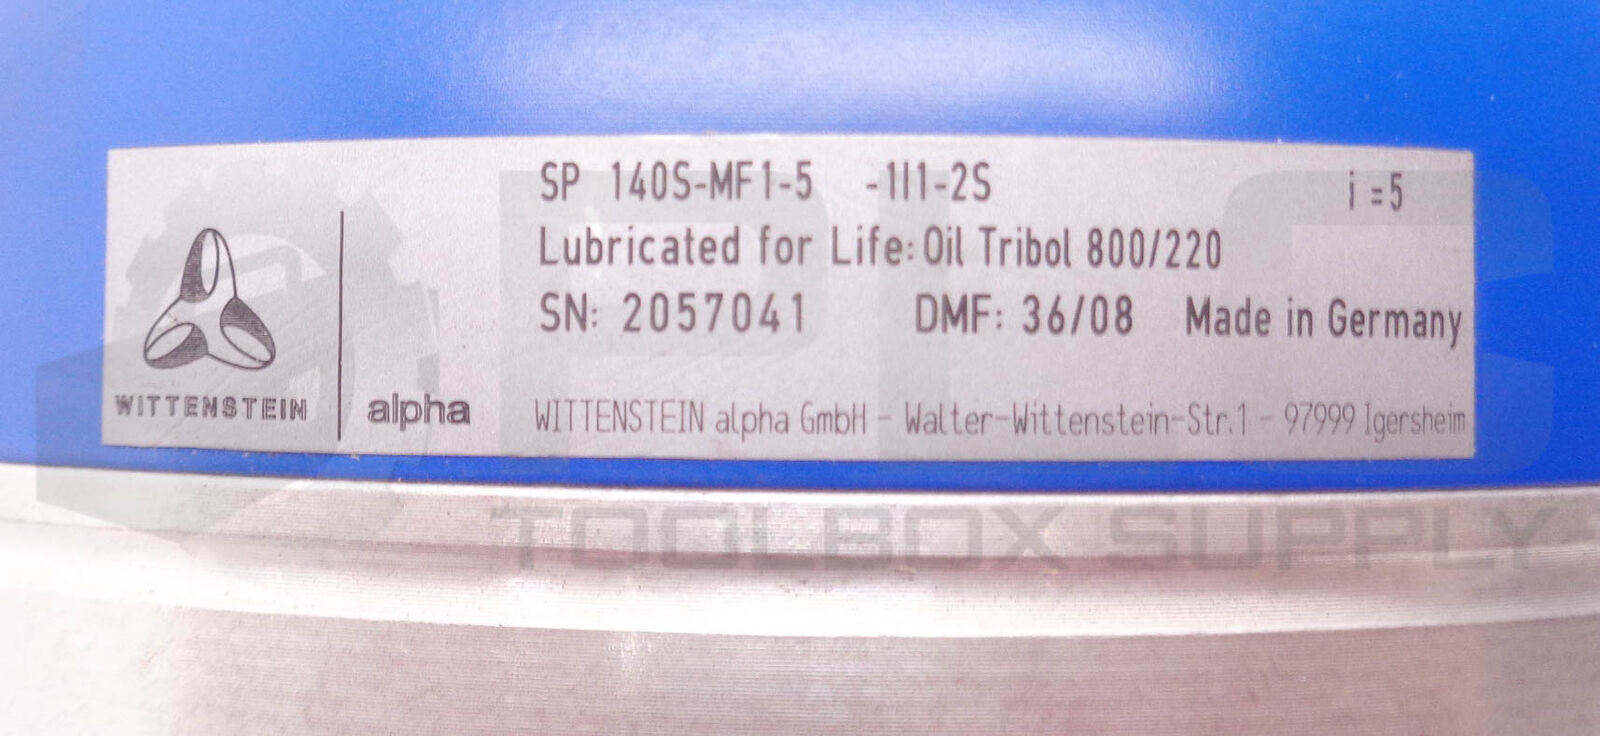 SP 140S-MF1-5 -1I1-2S i=5
Lubricated for Life: Oil Tribol 800/220
SN: 2057041 DMF: 36/08 Made in Germany
WITTENSTEIN alpha
WITTENSTEIN alpha GmbH - Walter-Wittenstein-Str.1 - 97999 Igersheim
PLC
TOOLBOX SUPPLY